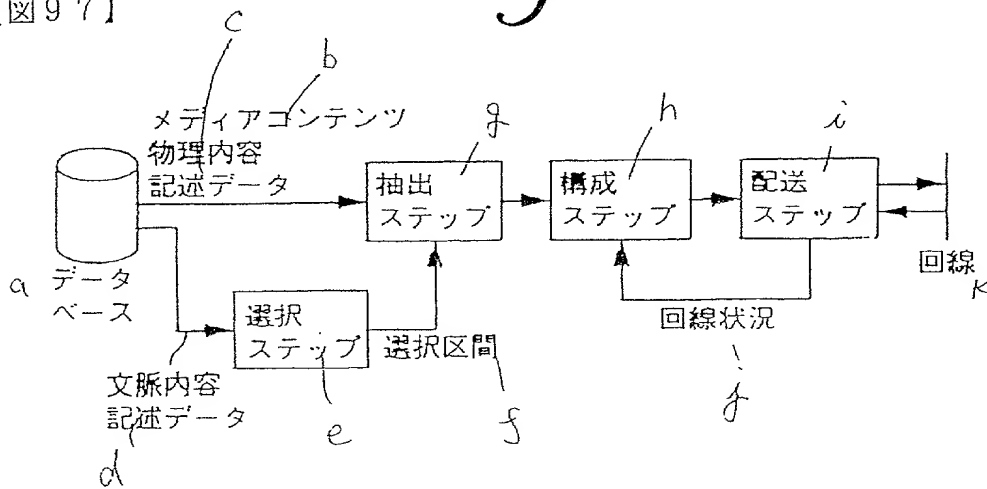 図97】
c
b
メディアコンテンツ
物理内容
記述データ
g
抽出
ステップ
h
構成
ステップ
i
配送
ステップ
回線
k
a データ
ベース
選択
ステップ
選択区間
回線状況
文脈内容
記述データ
d
e
f
j